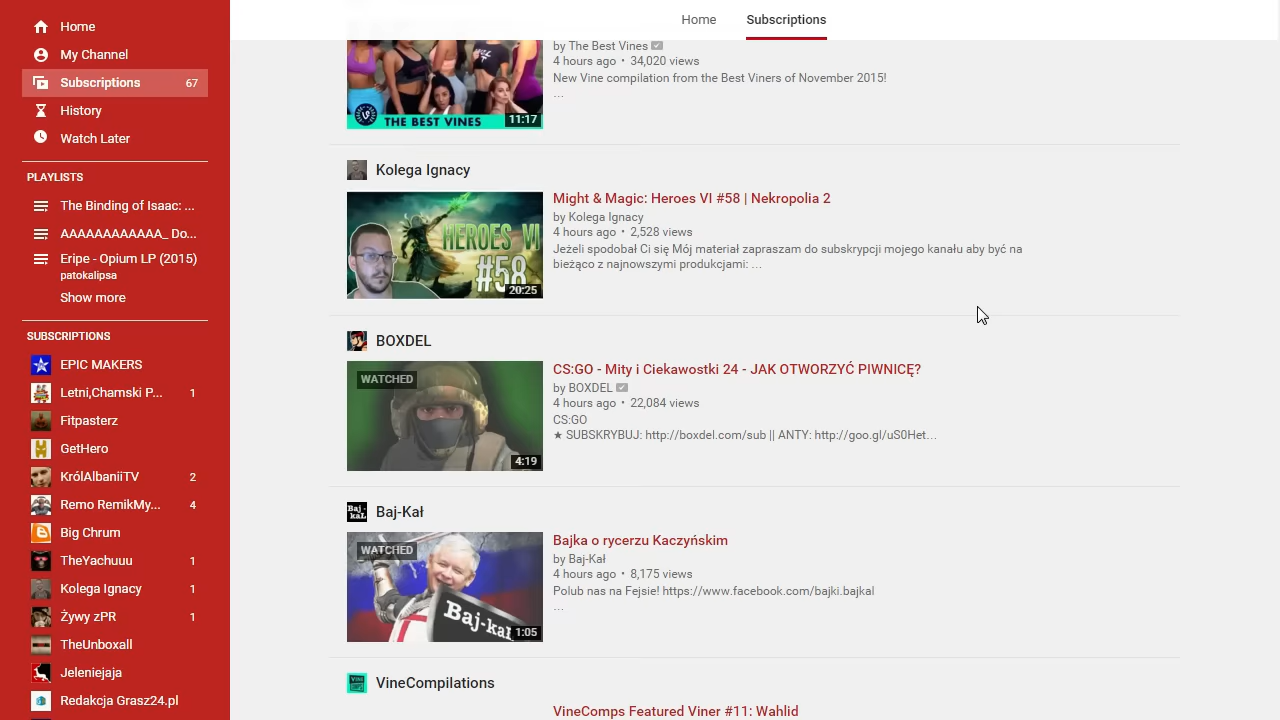 Home
My Channel
Subscriptions 67
History
Watch Later
PLAYLISTS
The Binding of Isaac: ...
AAAAAAAAAAAA_ Do...
Eripe - Opium LP (2015)
patokalipsa
Show more
SUBSCRIPTIONS
EPIC MAKERS
Letni,Chamski P... 1
Fitpasterz
GetHero
KrólAlbaniiTV 2
Remo RemikMy... 4
Big Chrum
TheYachuuu 1
Kolega Ignacy 1
Żywy zPR 1
TheUnboxall
Jeleniejaja
Redakcja Grasz24.pl
Home Subscriptions
THE BEST VINES
11:17
by The Best Vines
4 hours ago • 34,020 views
New Vine compilation from the Best Viners of November 2015!
...
Kolega Ignacy
HEROES VI
#58
20:25
Might & Magic: Heroes VI #58 | Nekropolia 2
by Kolega Ignacy
4 hours ago • 2,528 views
Jeżeli spodobał Ci się Mój materiał zapraszam do subskrypcji mojego kanału aby być na
bieżąco z najnowszymi produkcjami: ...
BOXDEL
WATCHED
4:19
CS:GO - Mity i Ciekawostki 24 - JAK OTWORZYĆ PIWNICĘ?
by BOXDEL
4 hours ago • 22,084 views
CS:GO
★ SUBSKRYBUJ: http://boxdel.com/sub || ANTY: http://goo.gl/uS0Het...
Baj-Kał
WATCHED
Baj-kał
1:05
Bajka o rycerzu Kaczyńskim
by Baj-Kał
4 hours ago • 8,175 views
Polub nas na Fejsie! https://www.facebook.com/bajki.bajkal
...
VineCompilations
VineComps Featured Viner #11: Wahlid